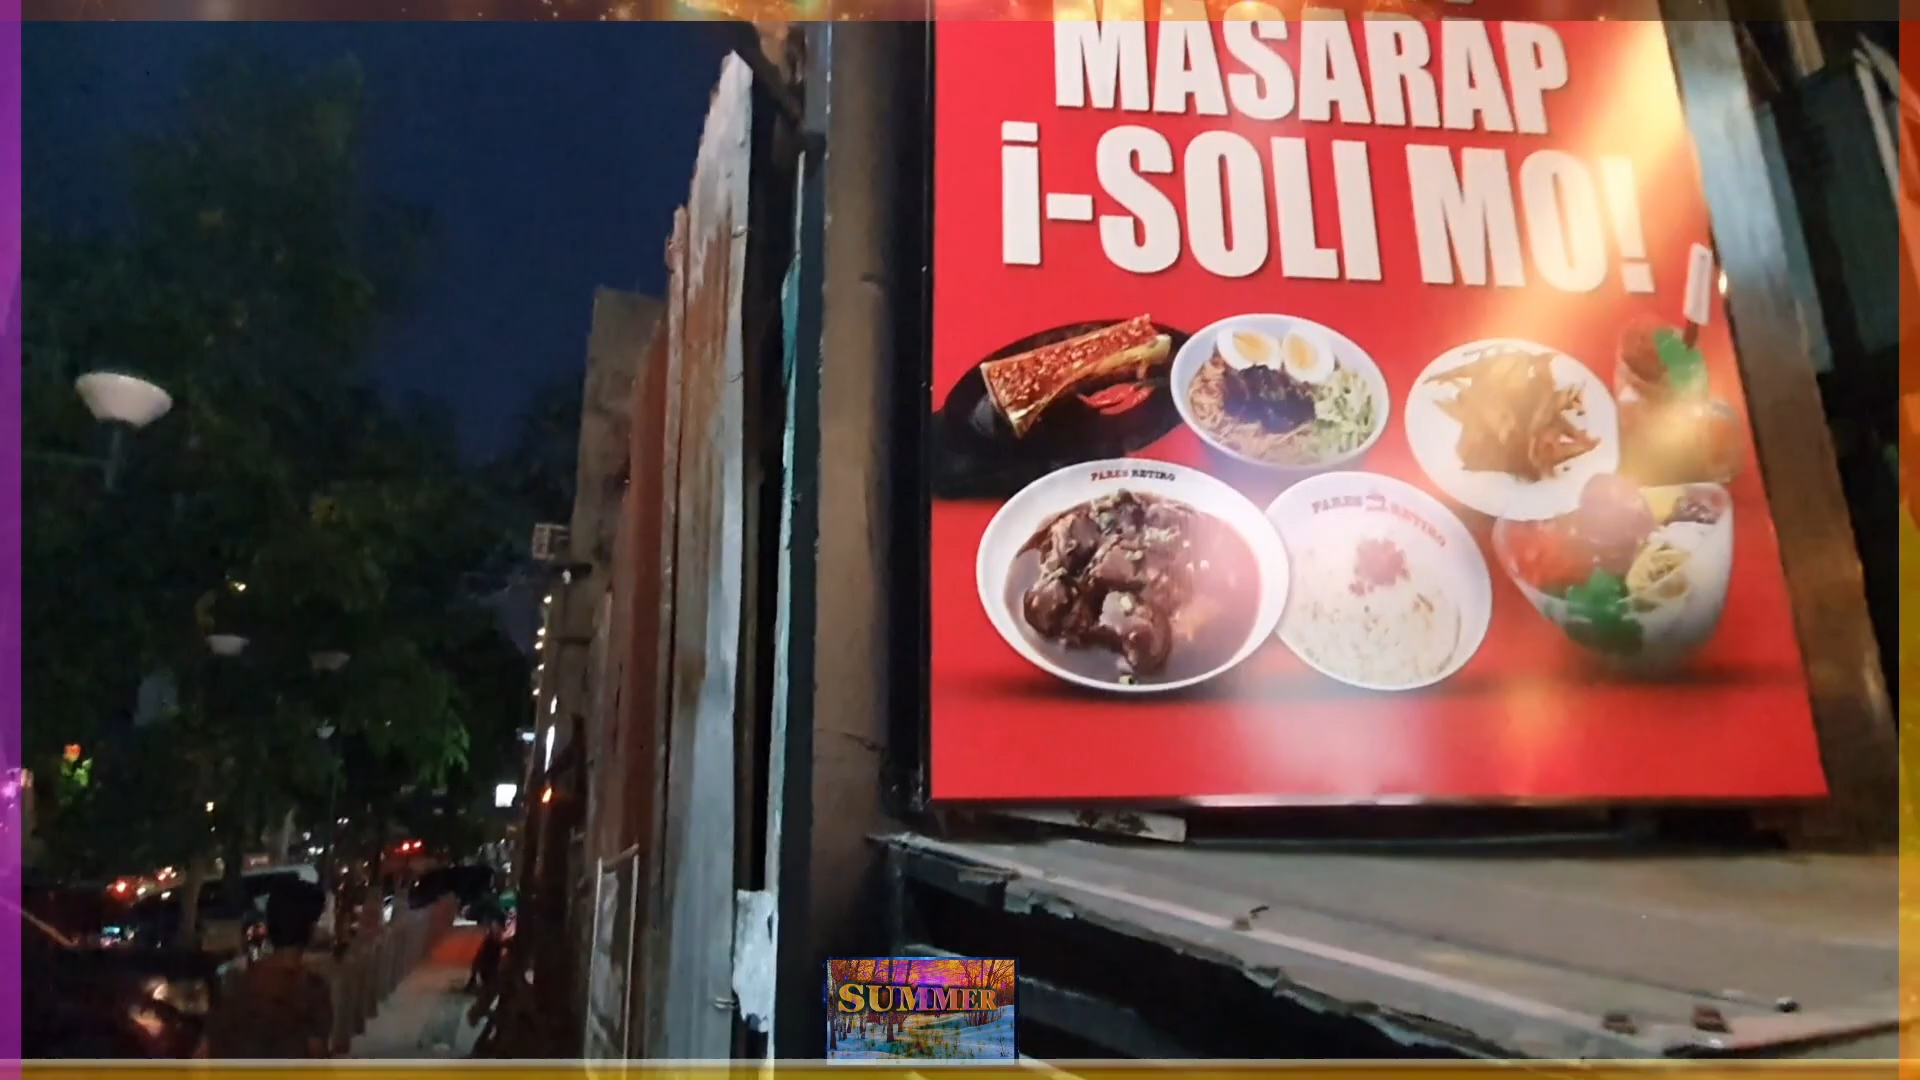 MASARAP
i-SOLI MO!
PARES RETIRO
PARES RETIRO
SUMMER